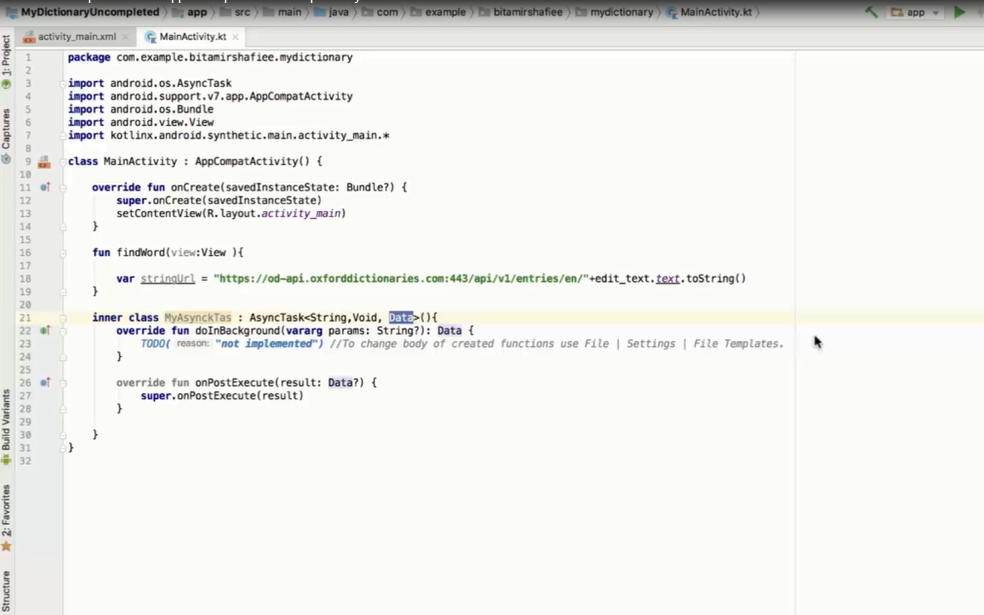 MyDictionaryUncompleted app src main java com example bitamirshafiee mydictionary MainActivity.kt app
activity_main.xml MainActivity.kt
1: Project
Captures
Build Variants
2: Favorites
Structure
1 package com.example.bitamirshafiee.mydictionary
2
3 import android.os.AsyncTask
4 import android.support.v7.app.AppCompatActivity
5 import android.os.Bundle
6 import android.view.View
7 import kotlinx.android.synthetic.main.activity_main.*
8
9 class MainActivity : AppCompatActivity() {
10
11 override fun onCreate(savedInstanceState: Bundle?) {
12 super.onCreate(savedInstanceState)
13 setContentView(R.layout.activity_main)
14 }
15
16 fun findWord(view:View ){
17
18 var stringUrl = "https://od-api.oxforddictionaries.com:443/api/v1/entries/en/"+edit_text.text.toString()
19 }
20
21 inner class MyAsynckTas : AsyncTask<String,Void, Data>(){
22 override fun doInBackground(vararg params: String?): Data {
23 TODO( reason: "not implemented") //To change body of created functions use File | Settings | File Templates.
24 }
25
26 override fun onPostExecute(result: Data?) {
27 super.onPostExecute(result)
28 }
29
30 }
31 }
32